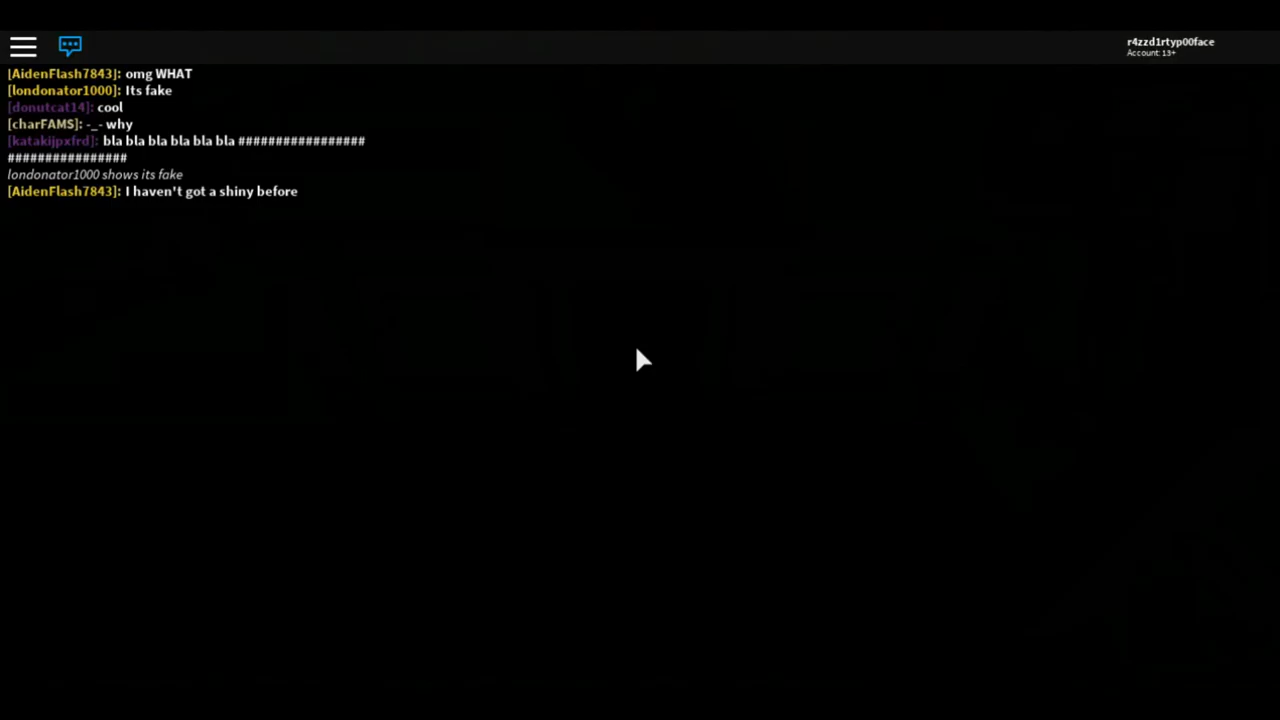 r4zzd1rtyp00face
Account: 13+
[AidenFlash7843]: omg WHAT
[londonator1000]: Its fake
[donutcat14]: cool
[charFAMS]: -_- why
[katakijpxfrd]: bla bla bla bla bla bla ################
###############
londonator1000 shows its fake
[AidenFlash7843]: I haven't got a shiny before